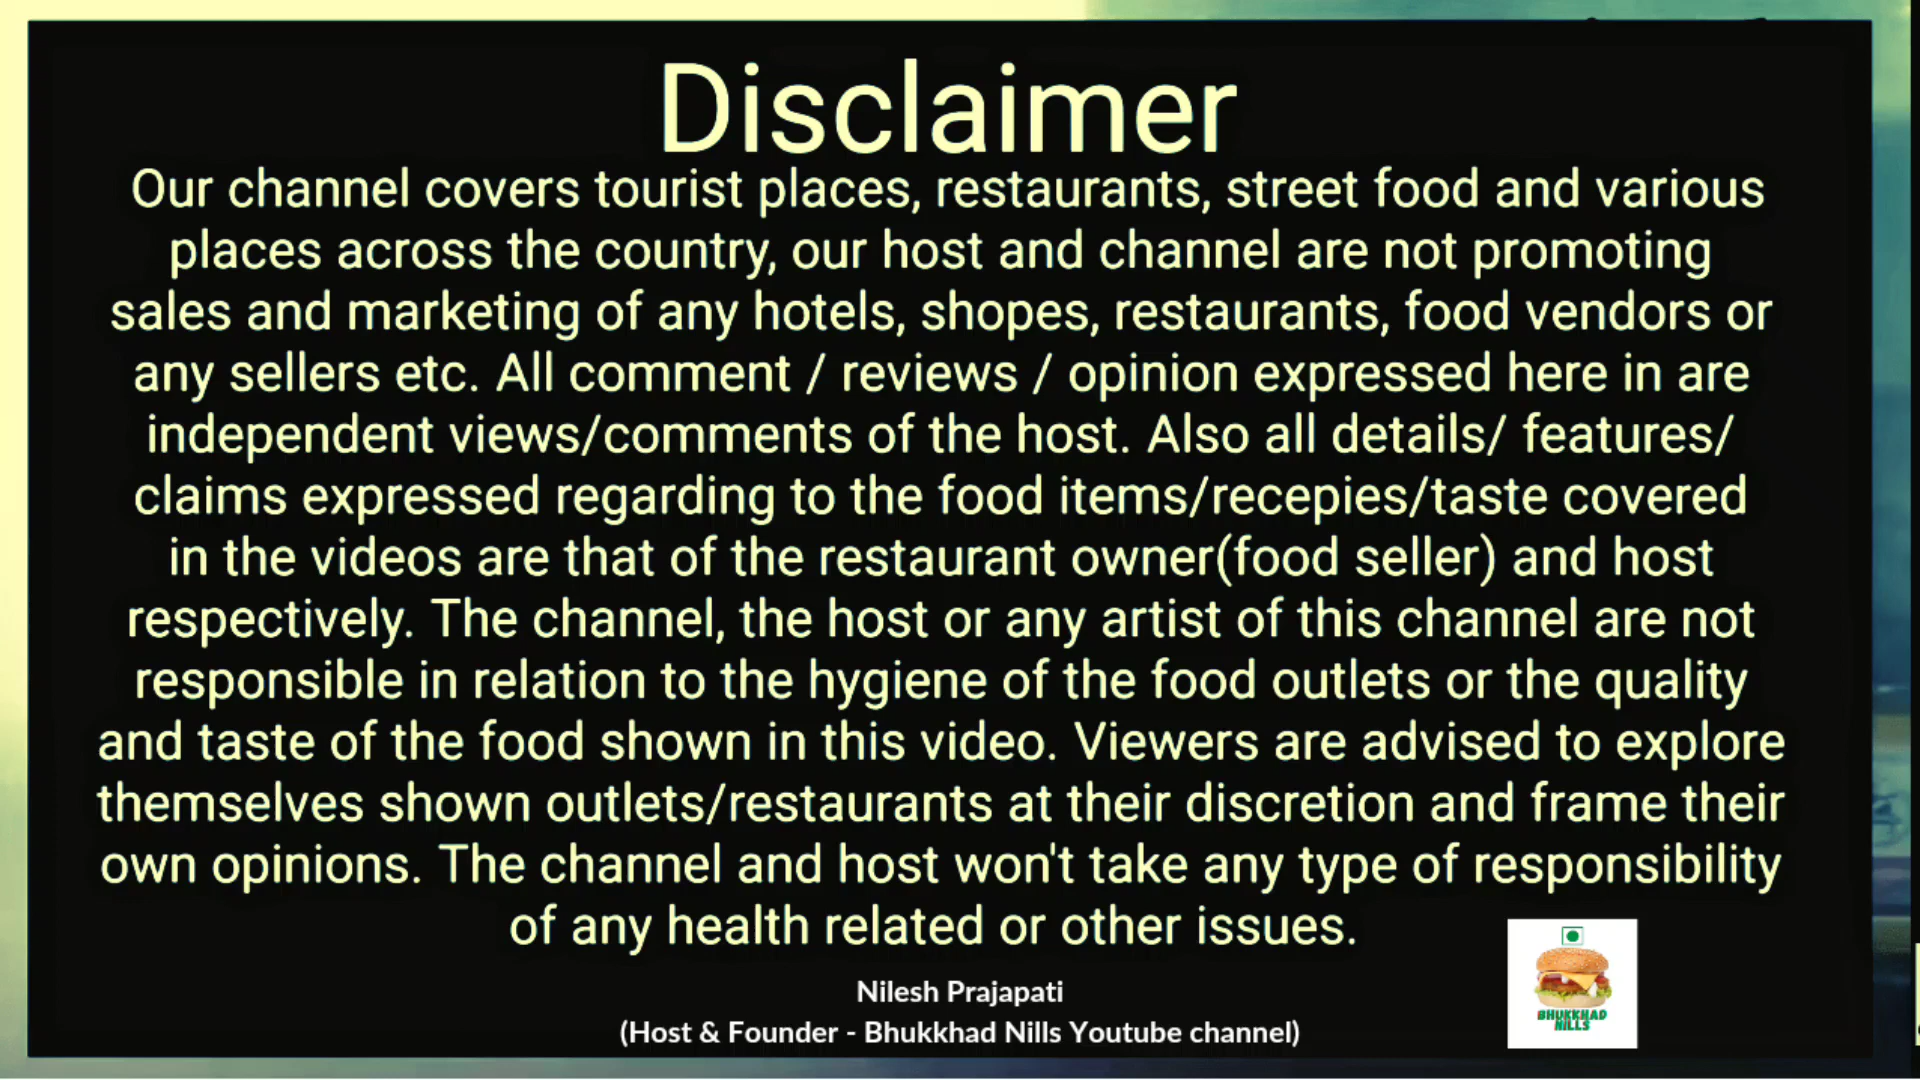 Disclaimer
Our channel covers tourist places, restaurants, street food and various
places across the country, our host and channel are not promoting
sales and marketing of any hotels, shopes, restaurants, food vendors or
any sellers etc. All comment / reviews / opinion expressed here in are
independent views/comments of the host. Also all details/ features/
claims expressed regarding to the food items/recepies/taste covered
in the videos are that of the restaurant owner(food seller) and host
respectively. The channel, the host or any artist of this channel are not
responsible in relation to the hygiene of the food outlets or the quality
and taste of the food shown in this video. Viewers are advised to explore
themselves shown outlets/restaurants at their discretion and frame their
own opinions. The channel and host won't take any type of responsibility
of any health related or other issues.
Nilesh Prajapati
(Host & Founder - Bhukkhad Nills Youtube channel)
BHUKKHAD
NILLS